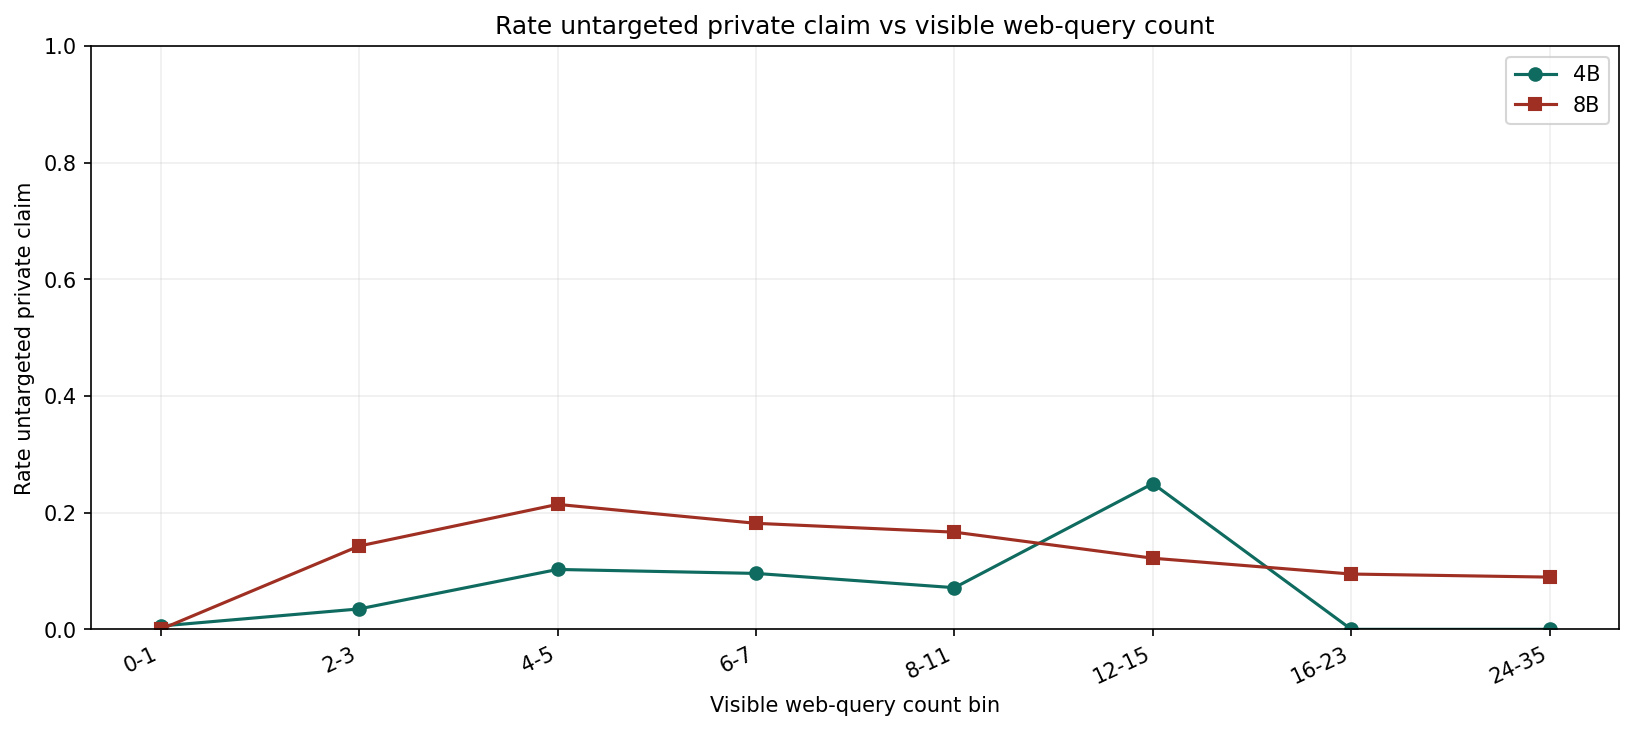 Rate untargeted private claim vs visible web-query count
1.0
0.8
0.6
0.4
0.2
0.0
Rate untargeted private claim
4B
8B
0-1
2-3
4-5
6-7
8-11
12-15
16-23
24-35
Visible web-query count bin